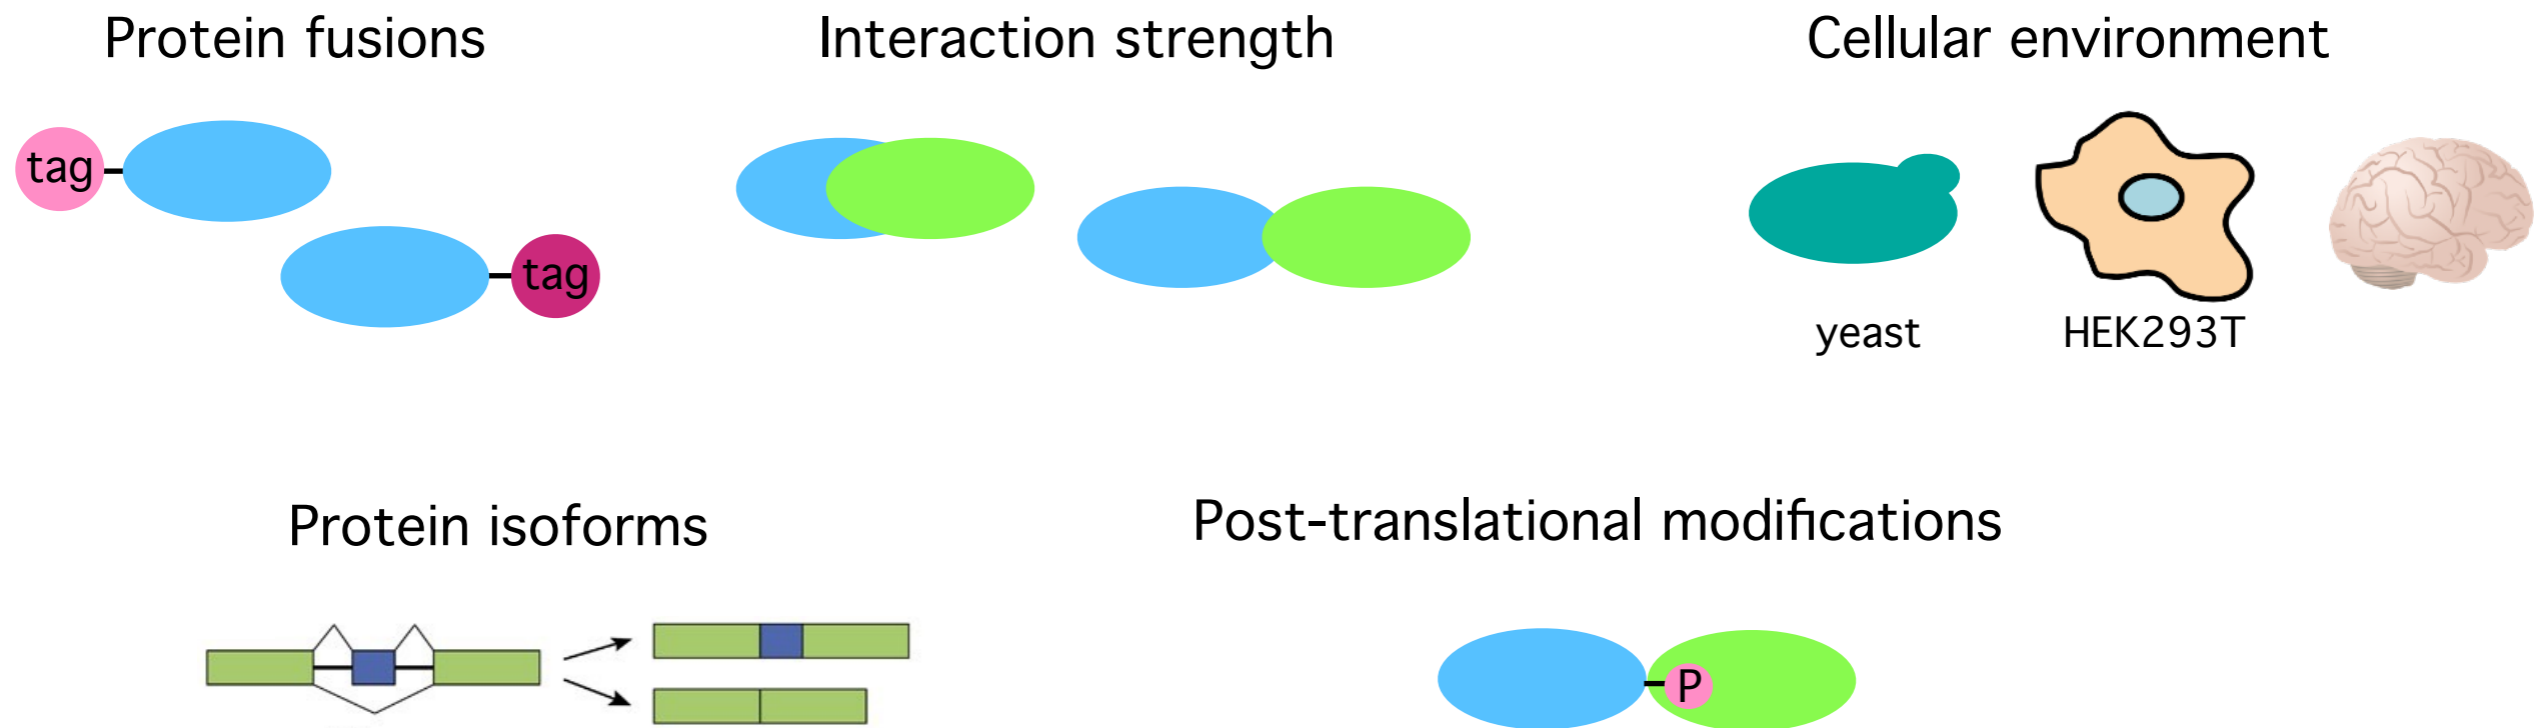 Protein fusions
Interaction strength
Cellular environment
tag
tag
yeast
HEK293T
Protein isoforms
Post-translational modifications
P